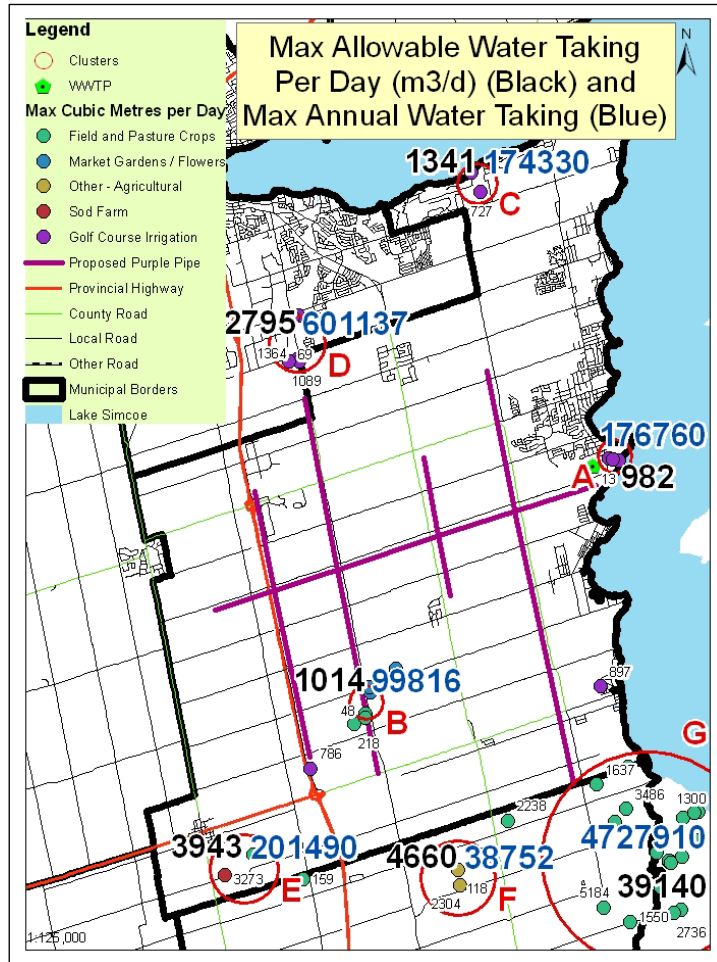 Legend
Clusters
WWTP
Max Cubic Metres per Day
Field and Pasture Crops
Market Gardens / Flowers
Other - Agricultural
Sod Farm
Golf Course Irrigation
Proposed Purple Pipe
Provincial Highway
County Road
Local Road
Other Road
Municipal Borders
Lake Simcoe
Max Allowable Water Taking
Per Day (m3/d) (Black) and
Max Annual Water Taking (Blue)
N
1341 174330
C
727
2795 601137
1364 69
D
1089
176760
A
13 982
1014 99816
48
B
218
897
786
G
1637
3486
1300
2238
4727910
3943 201490
4660 38752
39140
3273
E
159
118
F
2304
5184
1550
2736
1:125,000